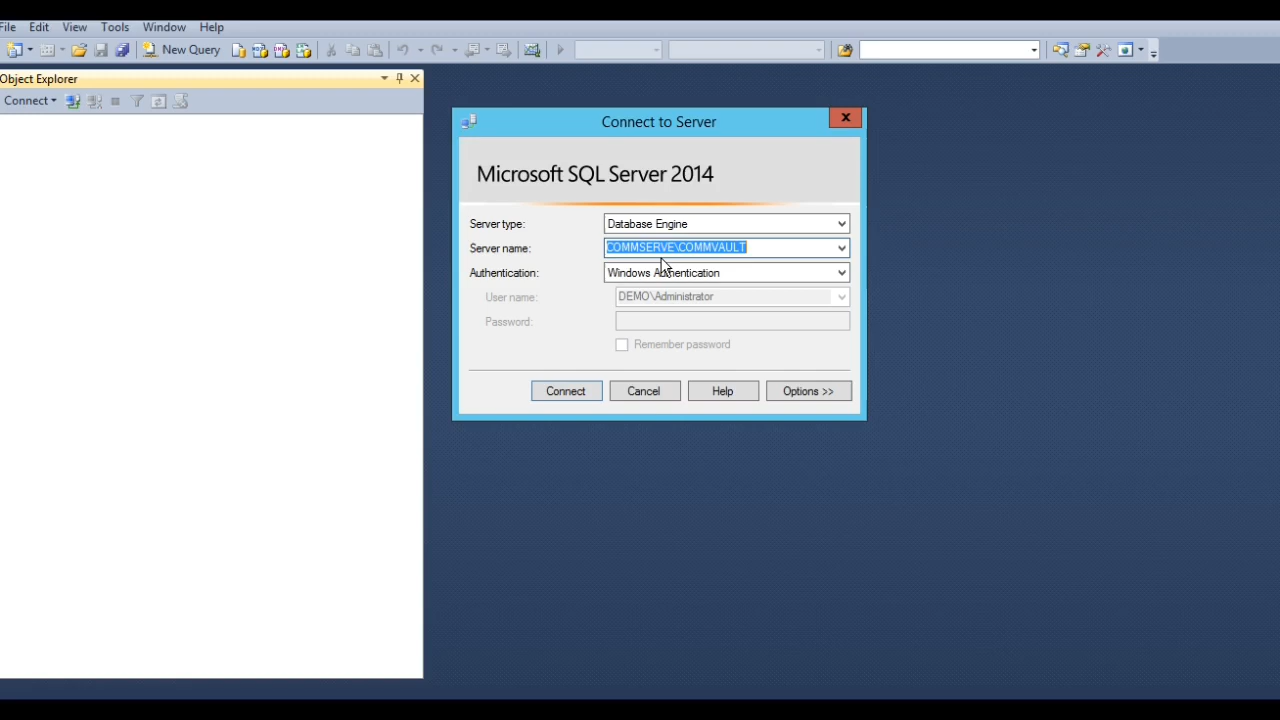 File Edit View Tools Window Help
New Query
Object Explorer
Connect
Connect to Server
Microsoft SQL Server 2014
Server type: Database Engine
Server name: COMMSERVE\COMMVAULT
Authentication: Windows Authentication
User name: DEMO\Administrator
Password:
Remember password
Connect Cancel Help Options >>